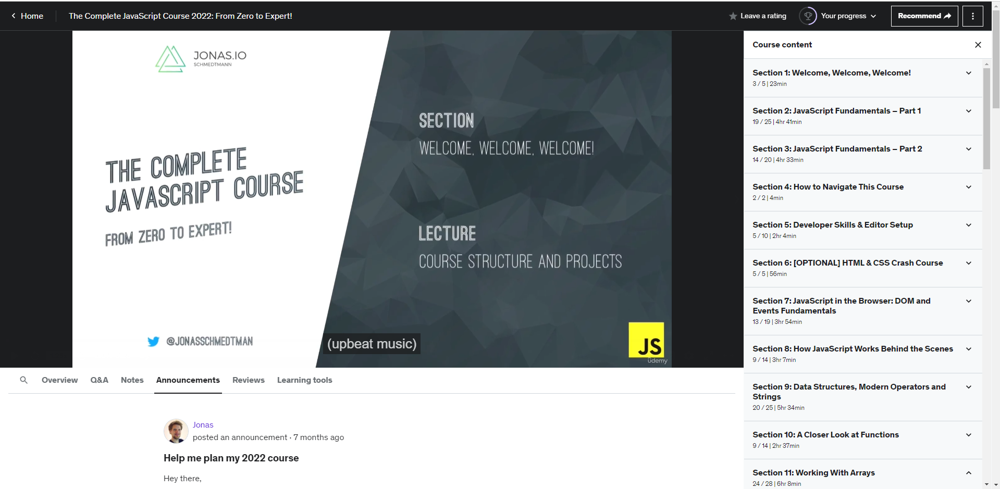 Home
The Complete JavaScript Course 2022: From Zero to Expert!
Leave a rating
Your progress
Recommend
JONAS.IO
SCHMEDTMANN
THE COMPLETE
JAVASCRIPT COURSE
FROM ZERO TO EXPERT!
@JONASSCHMEDTMAN
SECTION
WELCOME, WELCOME, WELCOME!
LECTURE
COURSE STRUCTURE AND PROJECTS
(upbeat music)
JS
ûdemy
Course content
Section 1: Welcome, Welcome, Welcome!
3 / 5 | 23min
Section 2: JavaScript Fundamentals – Part 1
19 / 25 | 4hr 41min
Section 3: JavaScript Fundamentals – Part 2
14 / 20 | 4hr 33min
Section 4: How to Navigate This Course
2 / 2 | 4min
Section 5: Developer Skills & Editor Setup
5 / 10 | 2hr 4min
Section 6: [OPTIONAL] HTML & CSS Crash Course
5 / 5 | 56min
Section 7: JavaScript in the Browser: DOM and
Events Fundamentals
13 / 19 | 3hr 54min
Section 8: How JavaScript Works Behind the Scenes
9 / 14 | 3hr 7min
Section 9: Data Structures, Modern Operators and
Strings
20 / 25 | 5hr 34min
Section 10: A Closer Look at Functions
9 / 14 | 2hr 37min
Section 11: Working With Arrays
24 / 28 | 6hr 8min
Overview
Q&A
Notes
Announcements
Reviews
Learning tools
Jonas
posted an announcement · 7 months ago
Help me plan my 2022 course
Hey there,